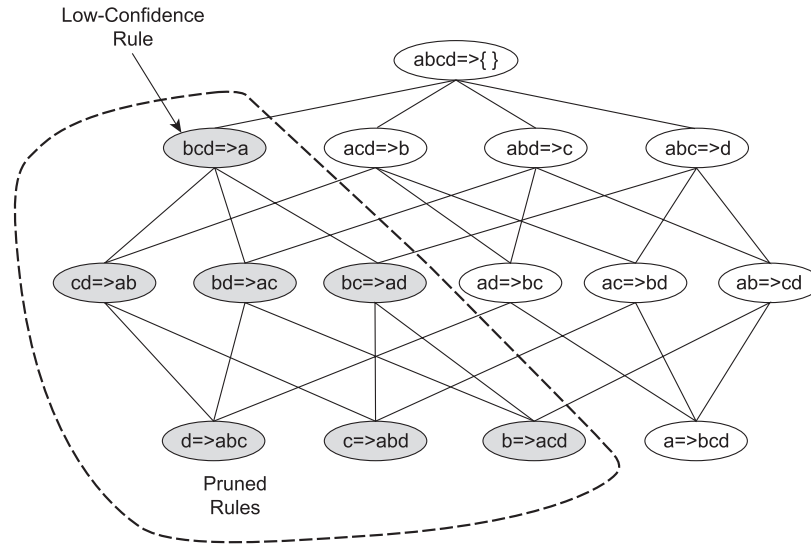 Low-Confidence
Rule
abcd=>{ }
bcd=>a
acd=>b
abd=>c
abc=>d
cd=>ab
bd=>ac
bc=>ad
ad=>bc
ac=>bd
ab=>cd
d=>abc
c=>abd
b=>acd
a=>bcd
Pruned
Rules